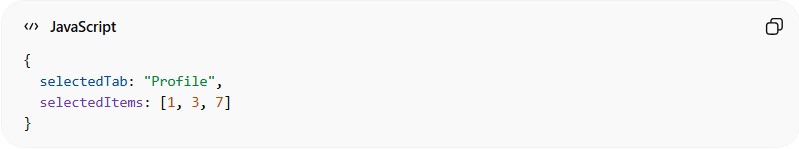 JavaScript
{
  selectedTab: "Profile",
  selectedItems: [1, 3, 7]
}